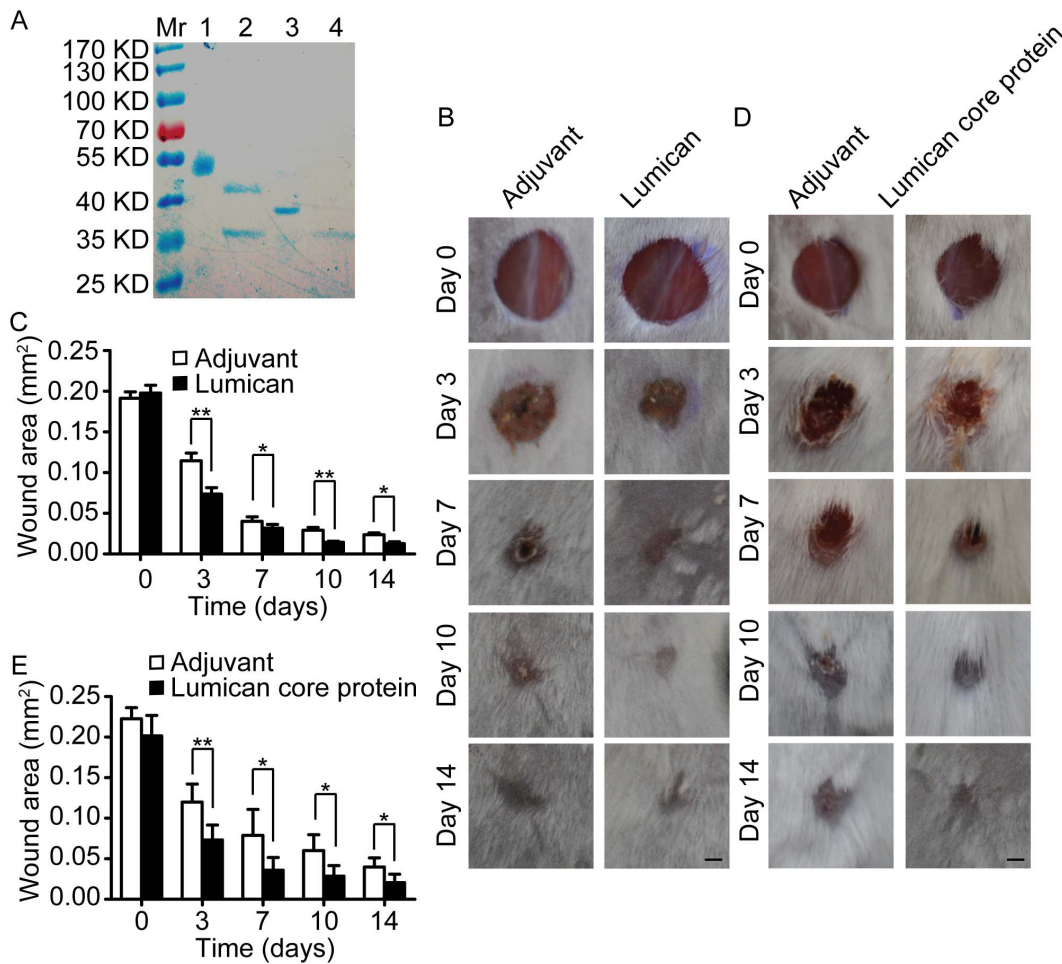 A
Mr 1 2 3 4
170 KD
130 KD
100 KD
70 KD
55 KD
40 KD
35 KD
25 KD
B
Adjuvant
Lumican
Day 0
Day 3
Day 7
Day 10
Day 14
C
Adjuvant
Lumican
Wound area (mm²)
0.25
0.20
0.15
0.10
0.05
0.00
**
*
**
*
0 3 7 10 14
Time (days)
D
Adjuvant
Lumican core protein
Day 0
Day 3
Day 7
Day 10
Day 14
E
Adjuvant
Lumican core protein
Wound area (mm²)
0.25
0.20
0.15
0.10
0.05
0.00
**
*
*
*
0 3 7 10 14
Time (days)